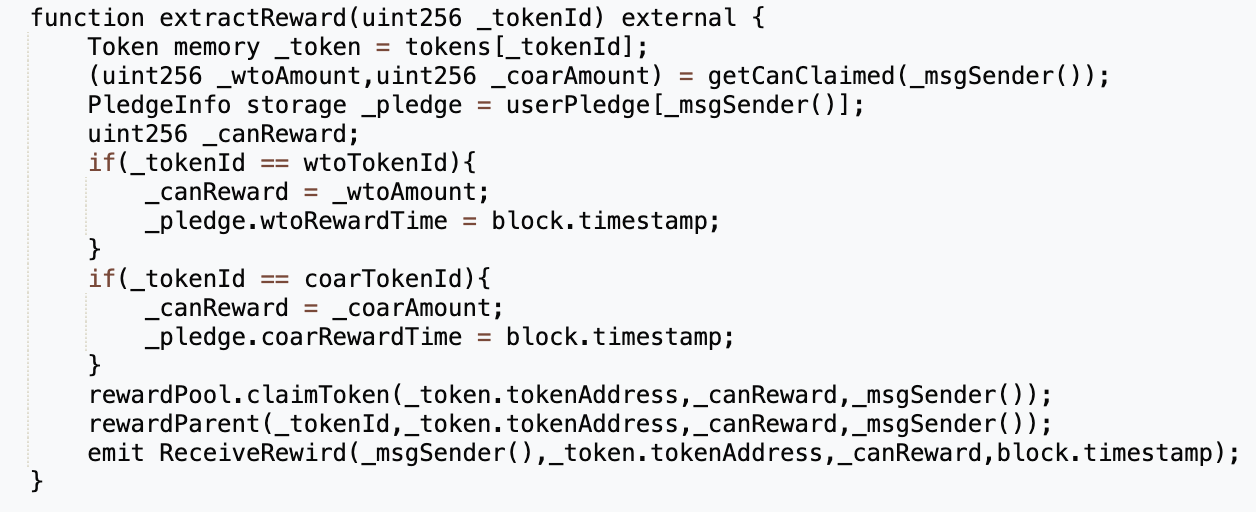 function extractReward(uint256 _tokenId) external {
    Token memory _token = tokens[_tokenId];
    (uint256 _wtoAmount,uint256 _coarAmount) = getCanClaimed(_msgSender());
    PledgeInfo storage _pledge = userPledge[_msgSender()];
    uint256 _canReward;
    if(_tokenId == wtoTokenId){
        _canReward = _wtoAmount;
        _pledge.wtoRewardTime = block.timestamp;
    }
    if(_tokenId == coarTokenId){
        _canReward = _coarAmount;
        _pledge.coarRewardTime = block.timestamp;
    }
    rewardPool.claimToken(_token.tokenAddress,_canReward,_msgSender());
    rewardParent(_tokenId,_token.tokenAddress,_canReward,_msgSender());
    emit ReceiveRewird(_msgSender(),_token.tokenAddress,_canReward,block.timestamp);
}